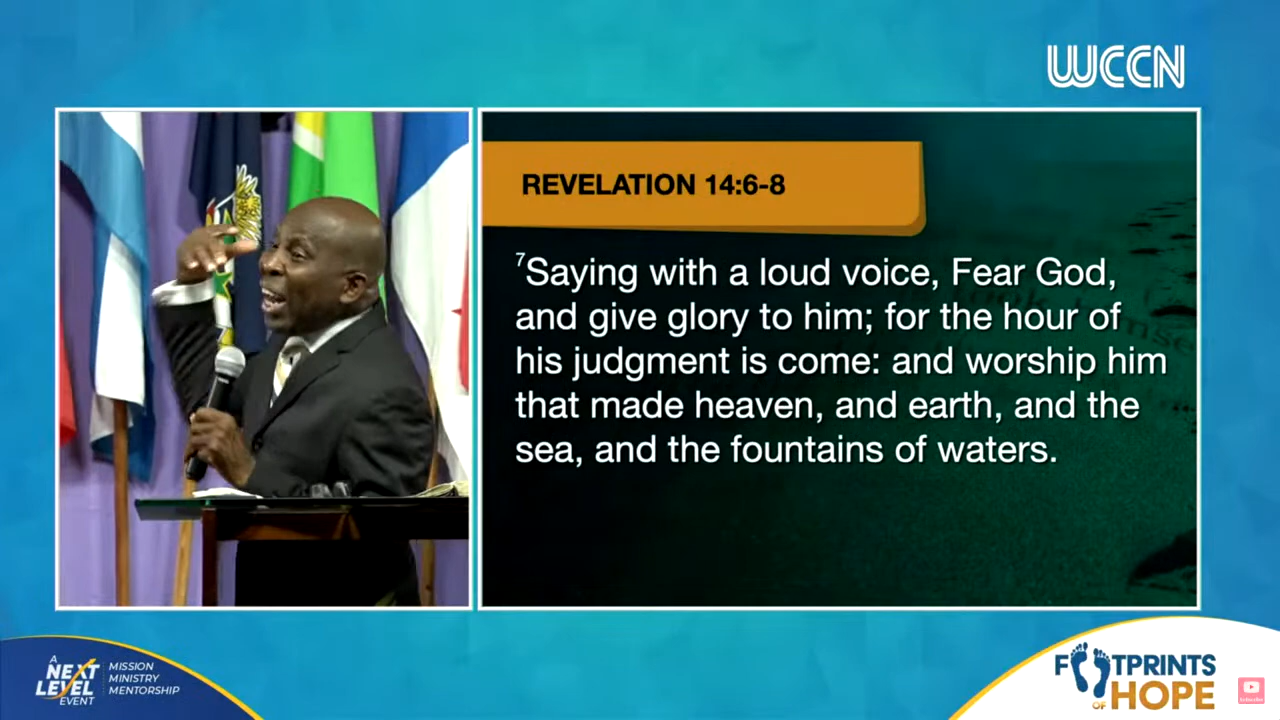 WCCN
REVELATION 14:6-8
7Saying with a loud voice, Fear God,
and give glory to him; for the hour of
his judgment is come: and worship him
that made heaven, and earth, and the
sea, and the fountains of waters.
A
NEXT
LEVEL
EVENT
MISSION
MINISTRY
MENTORSHIP
FOOTPRINTS
OF HOPE
Subscribe